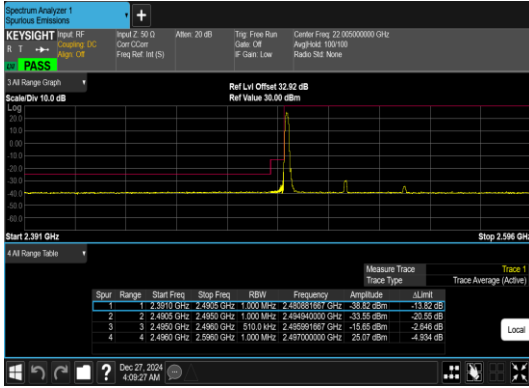 Spectrum Analyzer 1
Spurious Emissions
KEYSIGHT Input: RF Input Z: 50 Ω Atten: 20 dB Trig: Free Run Center Freq: 22.005000000 GHz
R T Coupling: DC Corr CCorr Gate: Off Avg|Hold: 100/100
Align: Off Freq Ref: Int (S) IF Gain: Low Radio Std: None
PASS
3 All Range Graph
Ref Lvl Offset 32.92 dB
Scale/Div 10.0 dB Ref Value 30.00 dBm
Log
20.0
10.0
0.00
-10.0
-20.0
-30.0
-40.0
-50.0
-60.0
Start 2.391 GHz Stop 2.596 GHz
4 All Range Table
Measure Trace Trace 1
Trace Type Trace Average (Active)
Spur Range Start Freq Stop Freq RBW Frequency Amplitude ΔLimit
1 1 2.3910 GHz 2.4905 GHz 1.000 MHz 2.480881667 GHz -38.82 dBm -13.82 dB
2 2 2.4905 GHz 2.4950 GHz 1.000 MHz 2.494940000 GHz -33.55 dBm -20.55 dB
3 3 2.4950 GHz 2.4960 GHz 510.0 kHz 2.495991667 GHz -15.65 dBm -2.646 dB
4 4 2.4960 GHz 2.5960 GHz 1.000 MHz 2.497000000 GHz 25.07 dBm -4.934 dB
Local
Dec 27, 2024
4:09:27 AM